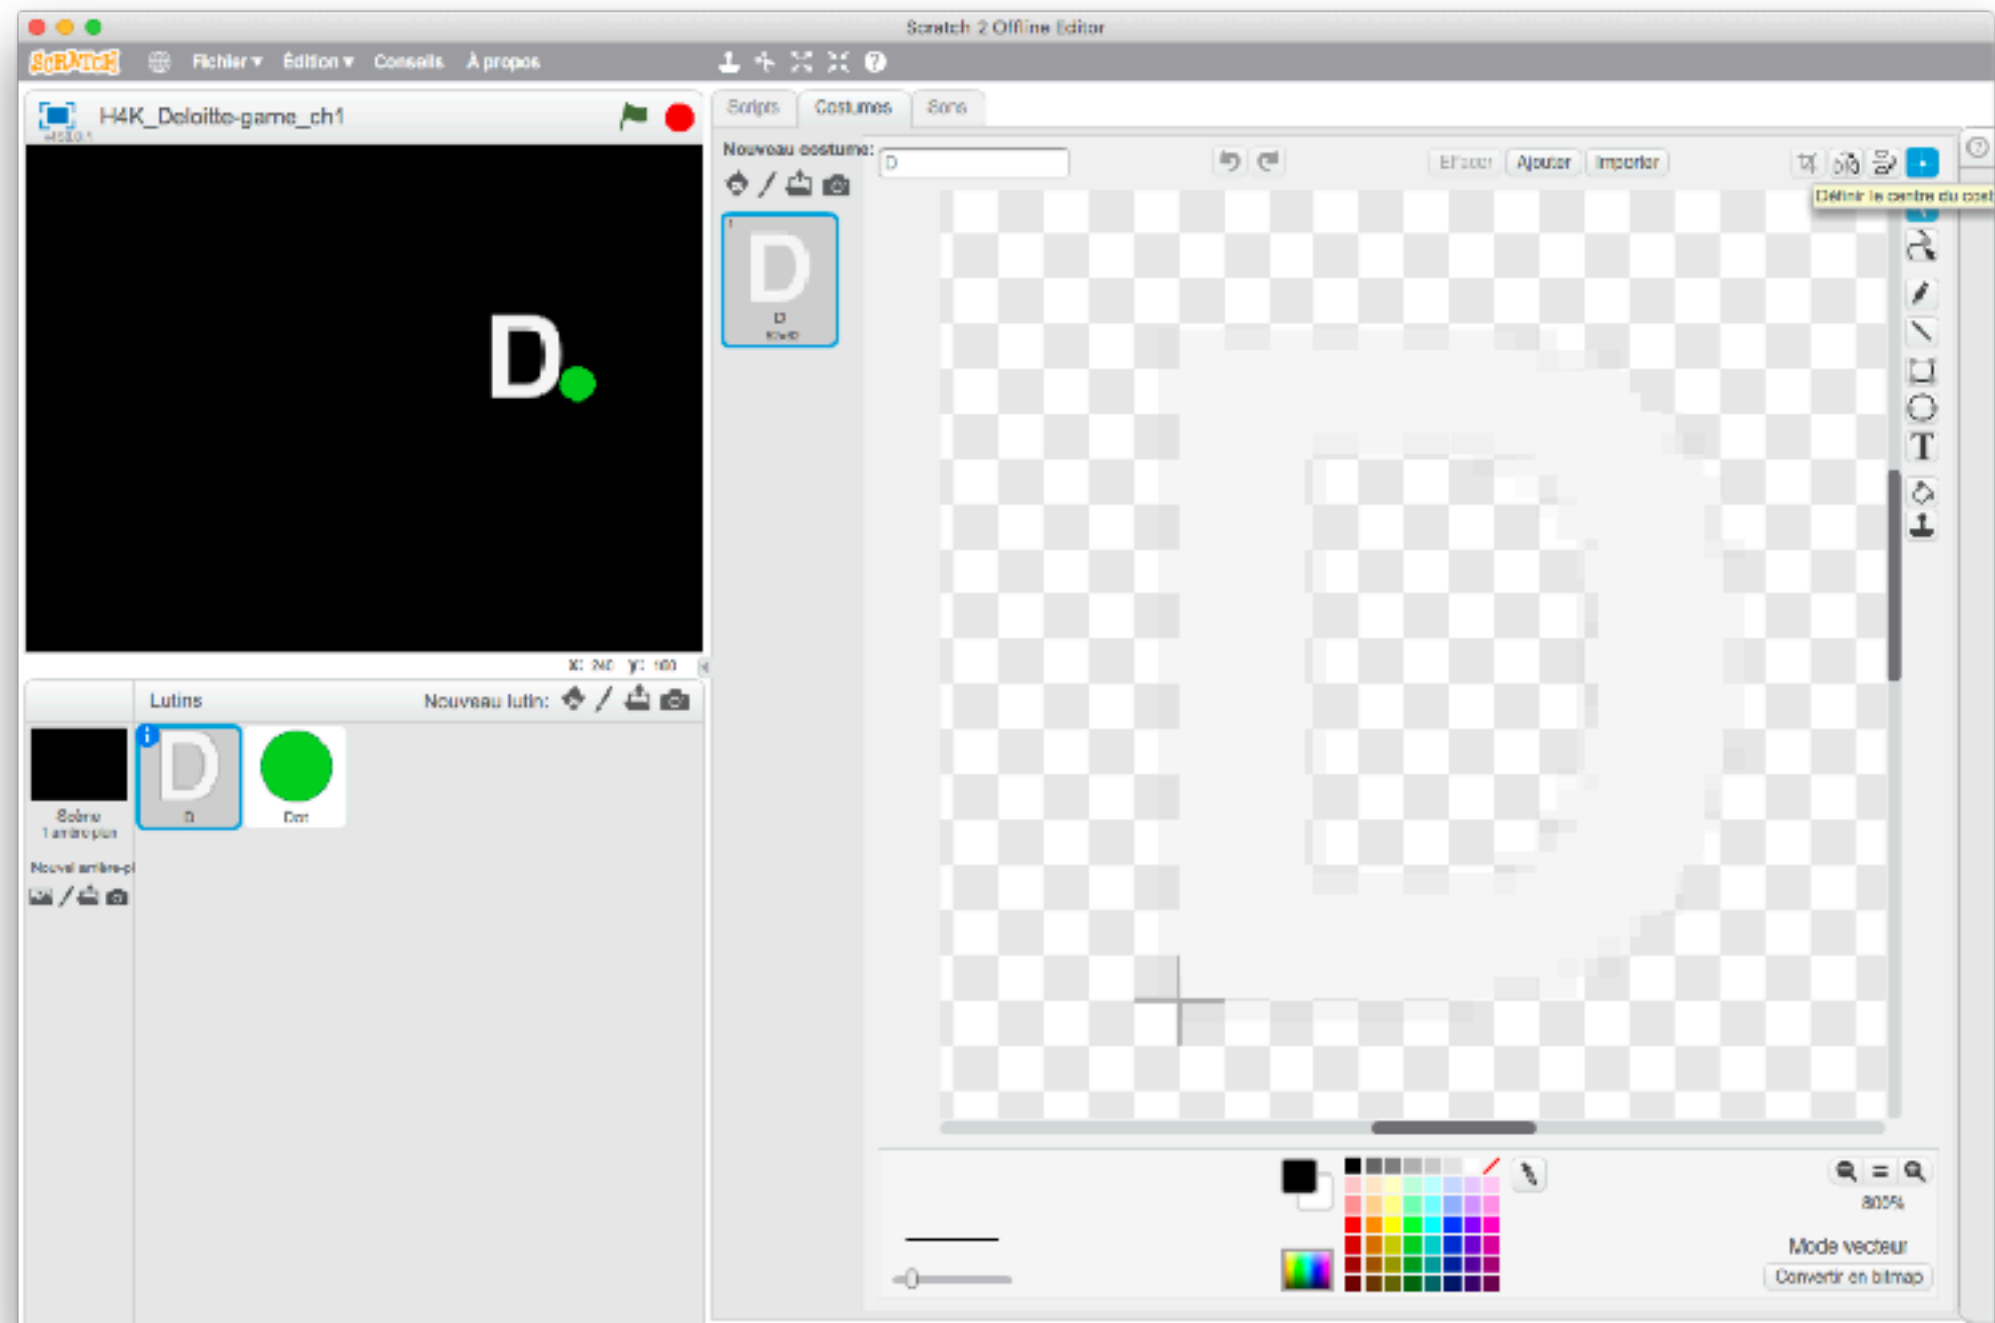 Scratch 2 Offline Editor
SCRATCH Fichier Édition Conseils À propos
H4K_Deloitte-game_ch1
Scripts Costumes Sons
Nouveau costume:
D
Effacer Ajouter Importer
Définir le centre du cost
1
D
D
D
x: 240 y: 180
Lutins Nouveau lutin:
D
Scène
D
Dot
Nouvel arrière-pl
T
800%
Mode vecteur
Convertir en bitmap